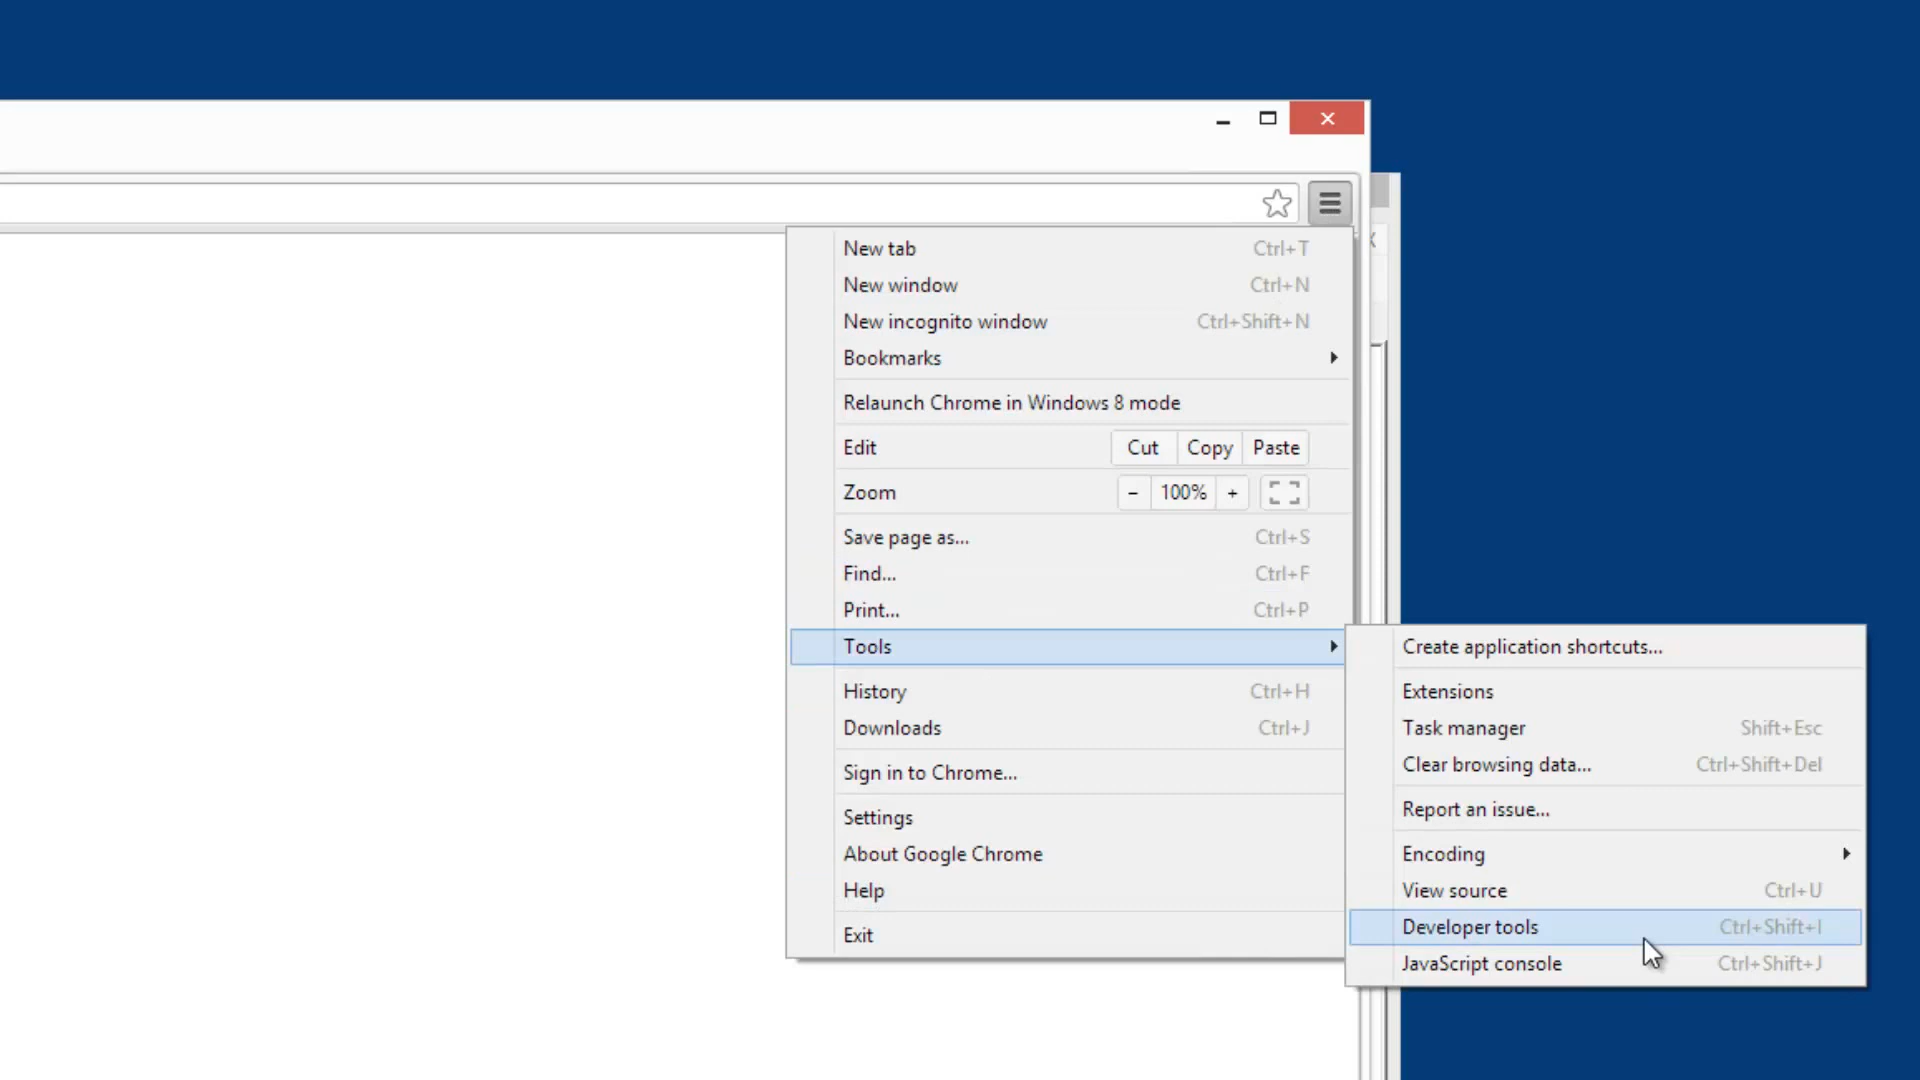 New tab Ctrl+T
New window Ctrl+N
New incognito window Ctrl+Shift+N
Bookmarks
Relaunch Chrome in Windows 8 mode
Edit Cut Copy Paste
Zoom - 100% +
Save page as... Ctrl+S
Find... Ctrl+F
Print... Ctrl+P
Tools
History Ctrl+H
Downloads Ctrl+J
Sign in to Chrome...
Settings
About Google Chrome
Help
Exit
Create application shortcuts...
Extensions
Task manager Shift+Esc
Clear browsing data... Ctrl+Shift+Del
Report an issue...
Encoding
View source Ctrl+U
Developer tools Ctrl+Shift+I
JavaScript console Ctrl+Shift+J